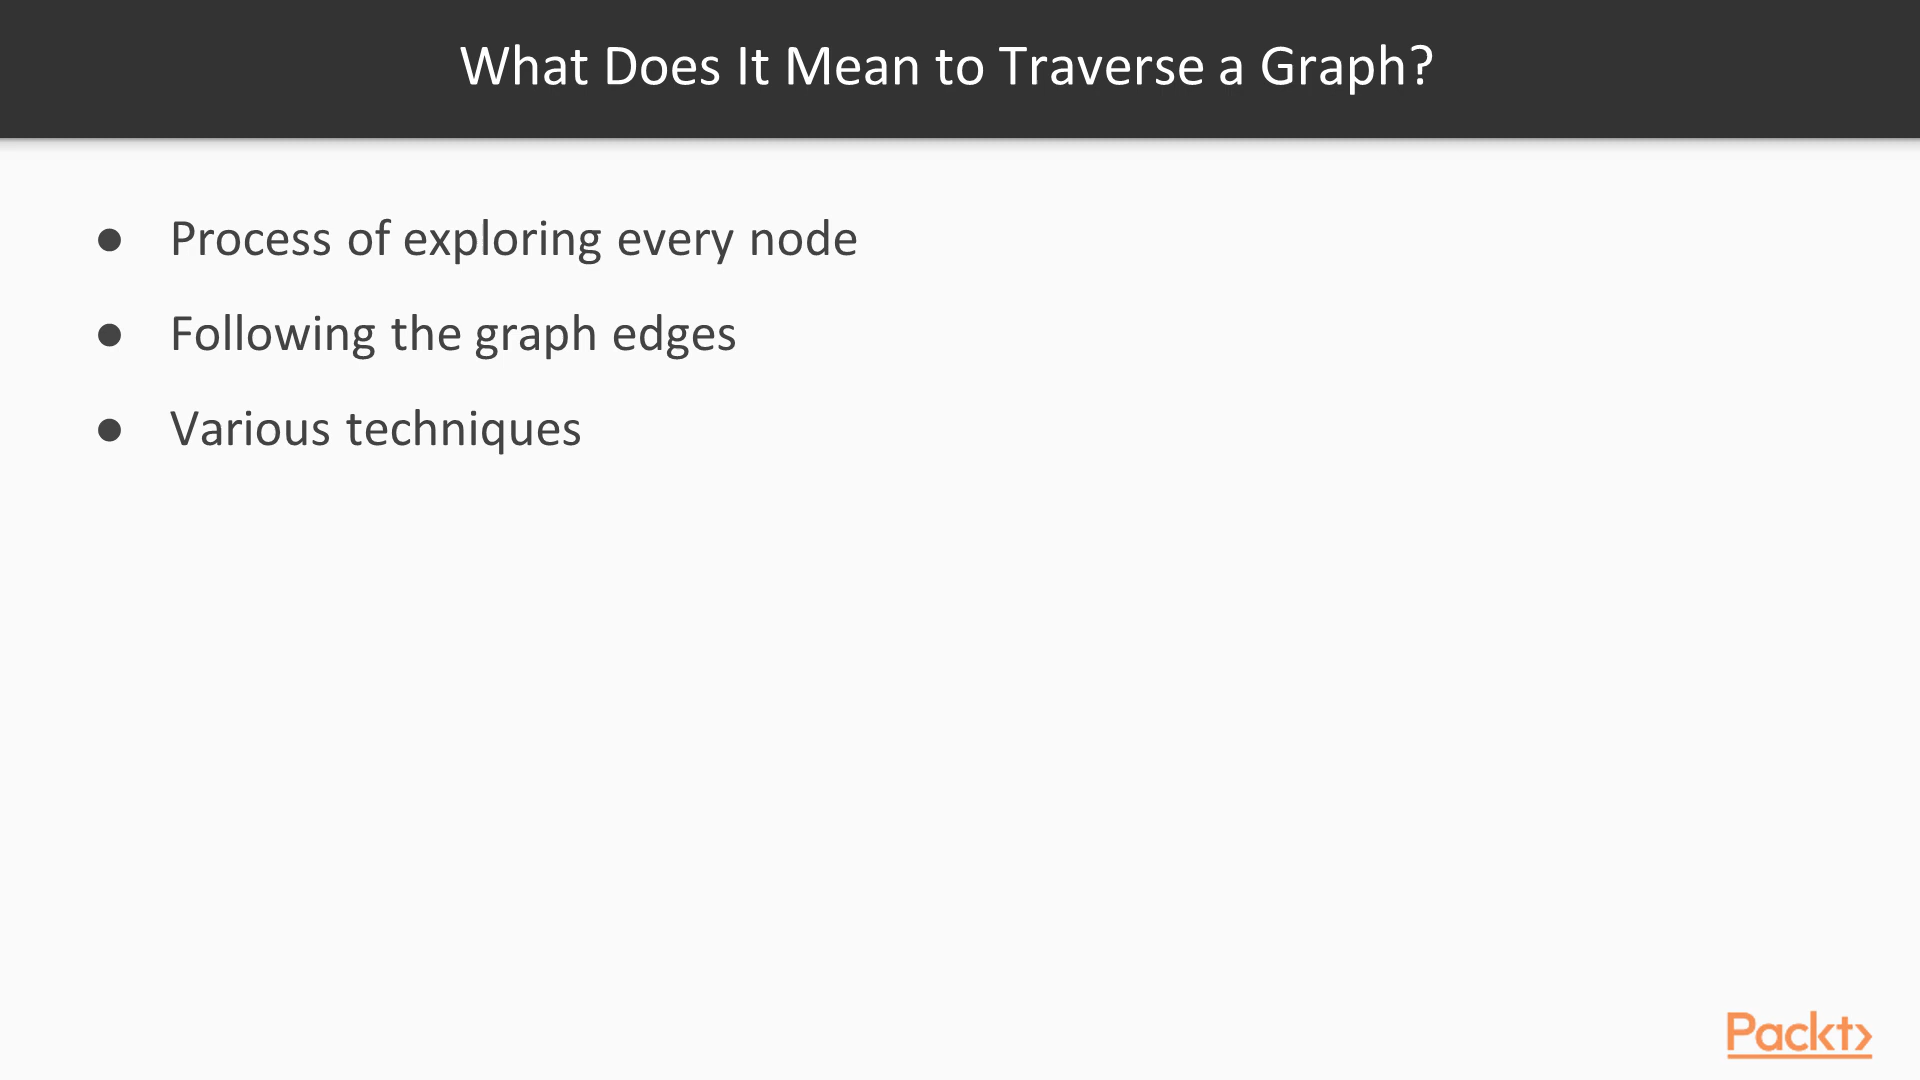 What Does It Mean to Traverse a Graph?
● Process of exploring every node
● Following the graph edges
● Various techniques
Packt>